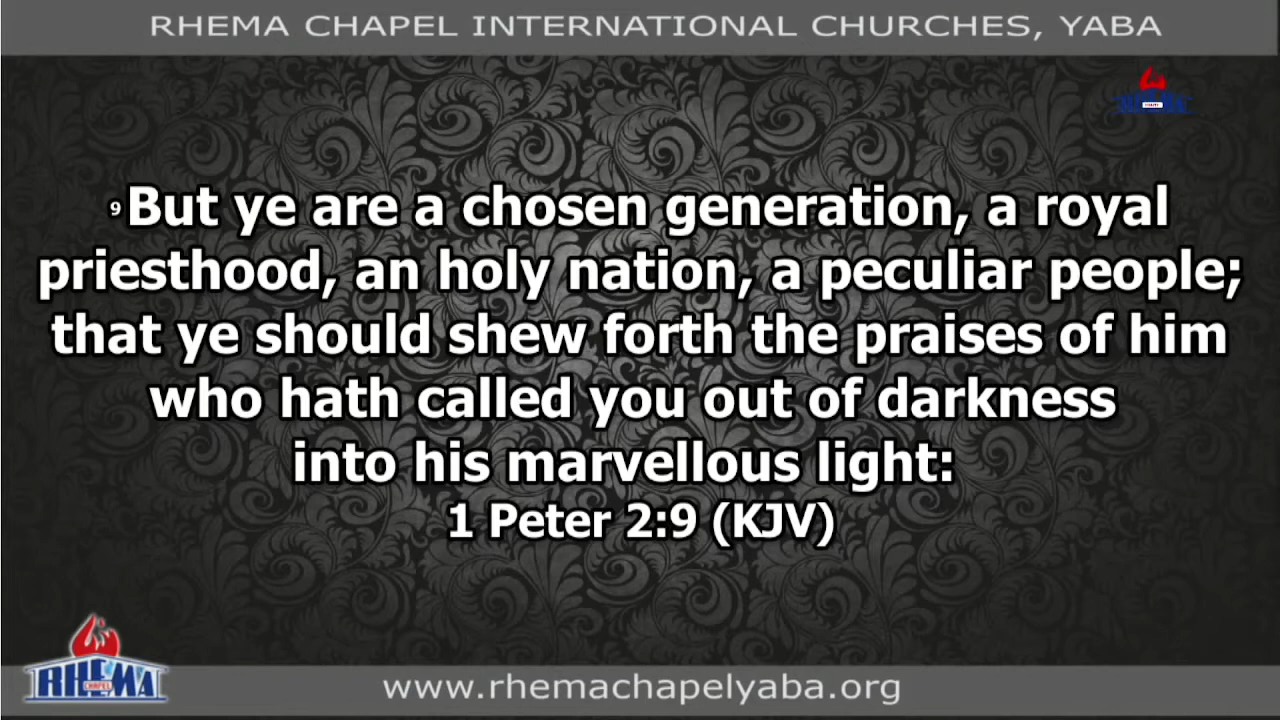 RHEMA CHAPEL INTERNATIONAL CHURCHES, YABA
RHEMA
9 But ye are a chosen generation, a royal
priesthood, an holy nation, a peculiar people;
that ye should shew forth the praises of him
who hath called you out of darkness
into his marvellous light:
1 Peter 2:9 (KJV)
RHEMA
CHAPEL
www.rhemachapelyaba.org